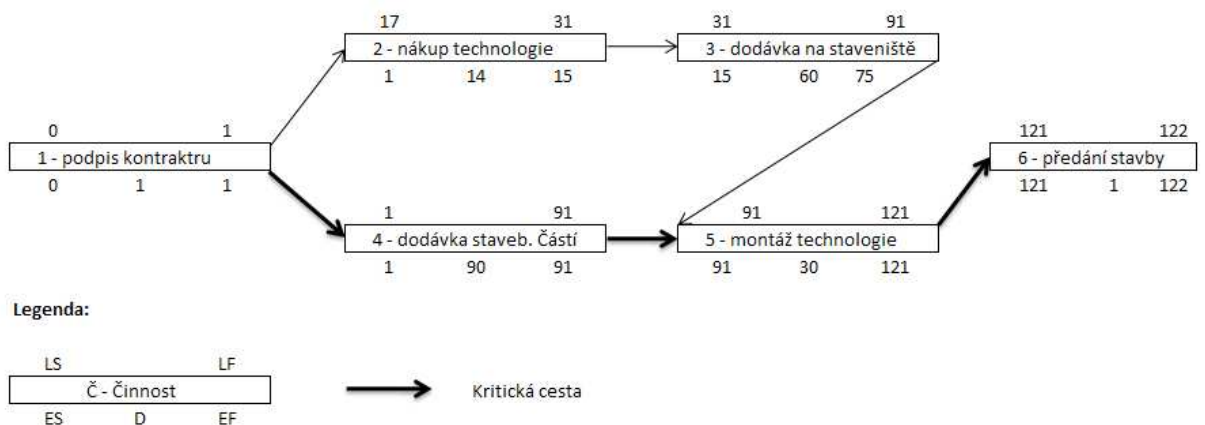 17 31 31 91
2 - nákup technologie 3 - dodávka na staveniště
1 14 15 15 60 75
0 1 121 122
1 - podpis kontraktru 6 - předání stavby
0 1 1 121 1 122
1 91 91 121
4 - dodávka staveb. Částí 5 - montáž technologie
1 90 91 91 30 121
Legenda:
LS LF
Č - Činnost Kritická cesta
ES D EF